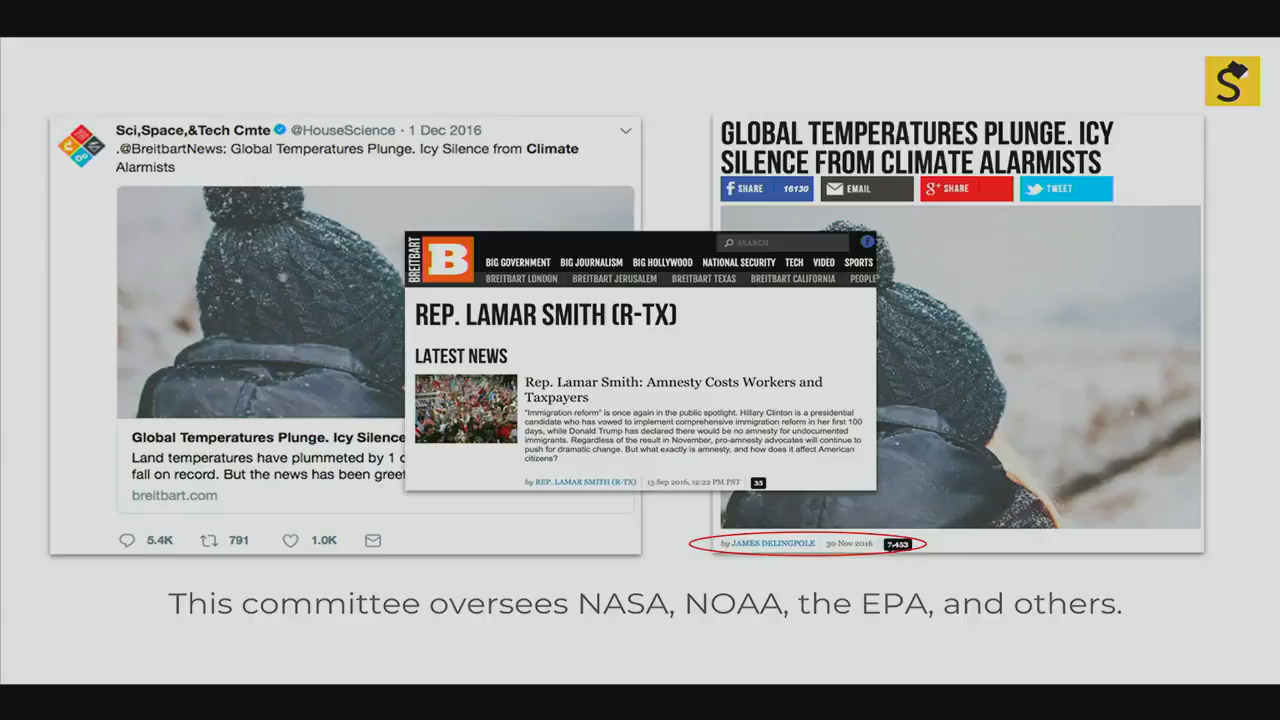 S
Sci,Space,&Tech Cmte @HouseScience · 1 Dec 2016
.@BreitbartNews: Global Temperatures Plunge. Icy Silence from Climate
Alarmists
Global Temperatures Plunge. Icy Silence
Land temperatures have plummeted by 1
fall on record. But the news has been greet
breitbart.com
5.4K 791 1.0K
GLOBAL TEMPERATURES PLUNGE. ICY
SILENCE FROM CLIMATE ALARMISTS
f SHARE 16130 EMAIL g+ SHARE TWEET
by JAMES DELINGPOLE 30 Nov 2016 7,453
BREITBART
B
SEARCH f
BIG GOVERNMENT BIG JOURNALISM BIG HOLLYWOOD NATIONAL SECURITY TECH VIDEO SPORTS
BREITBART LONDON BREITBART JERUSALEM BREITBART TEXAS BREITBART CALIFORNIA PEOPLE
REP. LAMAR SMITH (R-TX)
LATEST NEWS
Rep. Lamar Smith: Amnesty Costs Workers and
Taxpayers
"Immigration reform" is once again in the public spotlight. Hillary Clinton is a presidential
candidate who has vowed to implement comprehensive immigration reform in her first 100
days, while Donald Trump has declared there would be no amnesty for undocumented
immigrants. Regardless of the result in November, pro-amnesty advocates will continue to
push for dramatic change. But what exactly is amnesty, and how does it affect American
citizens?
by REP. LAMAR SMITH (R-TX) 13 Sep 2016, 12:22 PM PST 35
This committee oversees NASA, NOAA, the EPA, and others.